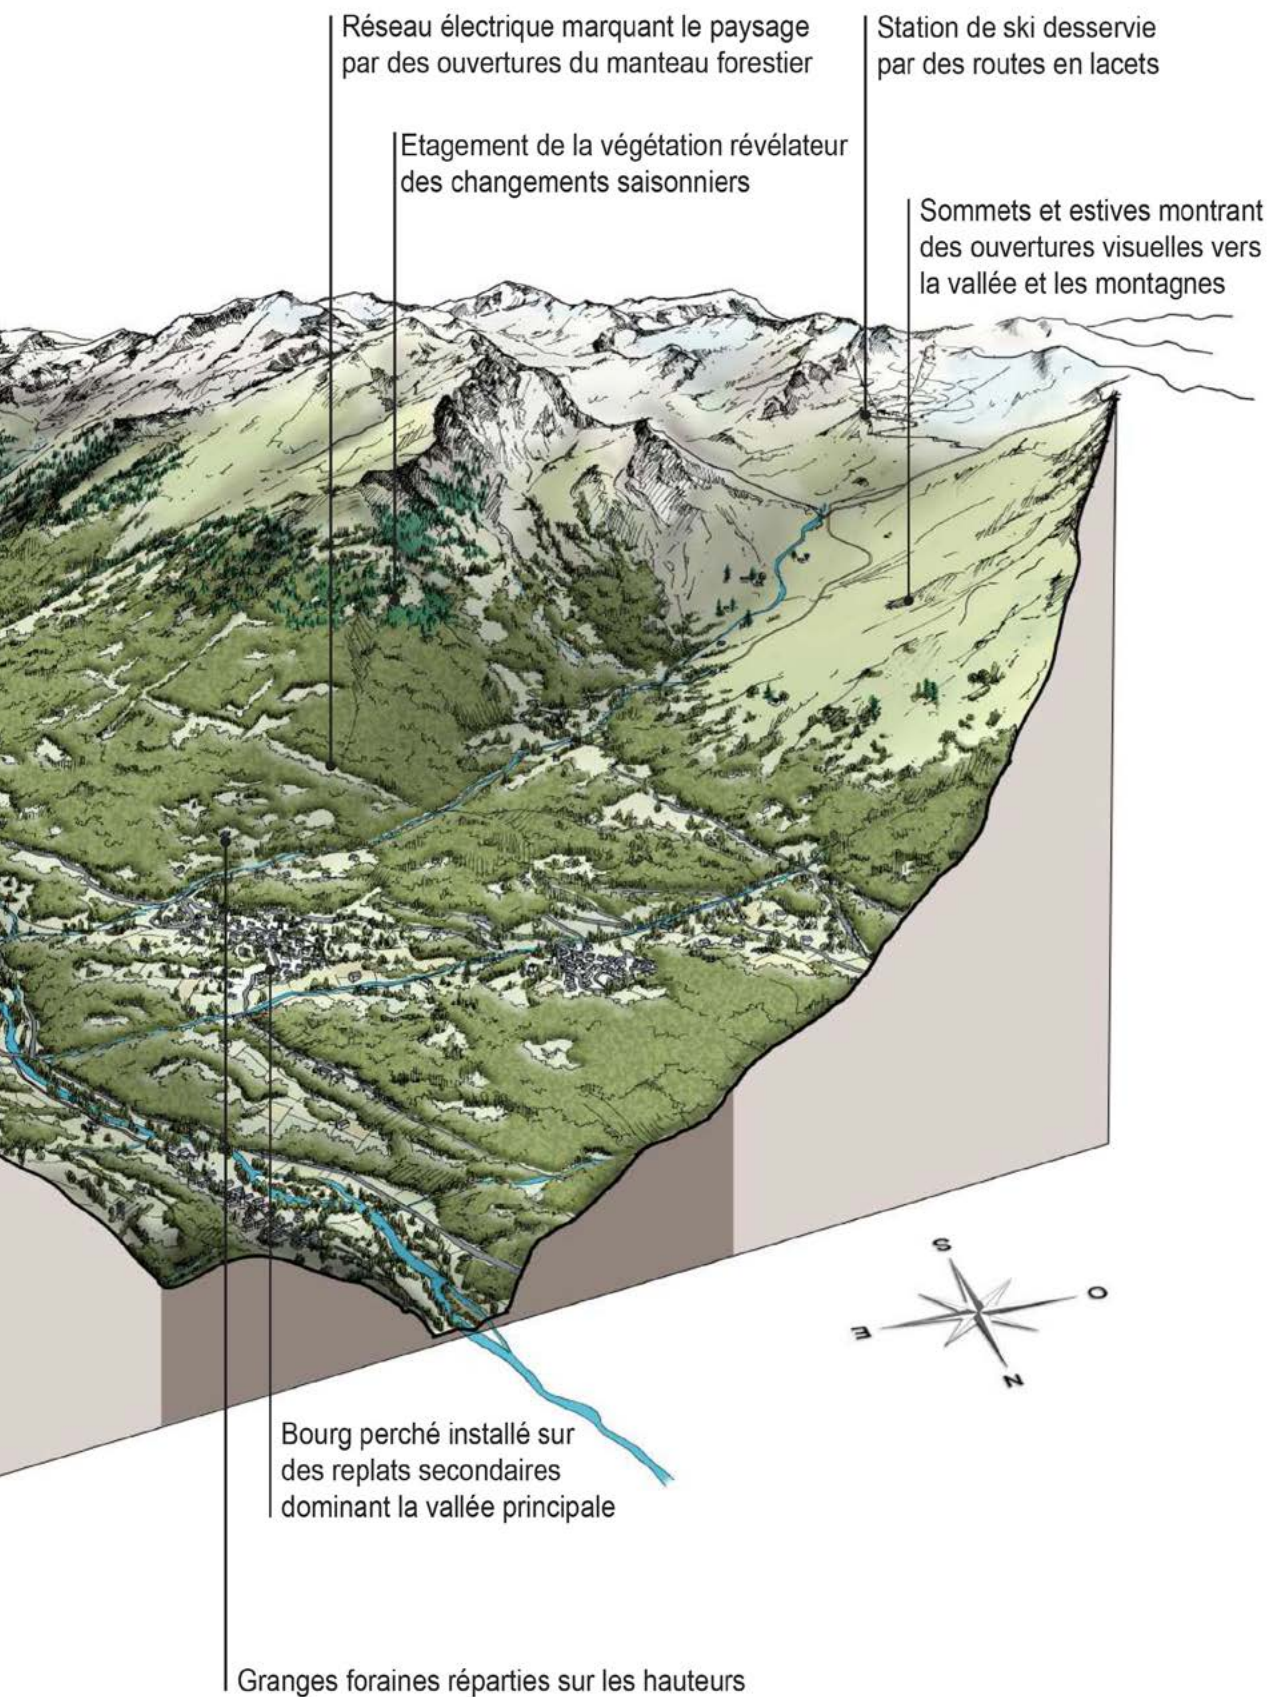 Réseau électrique marquant le paysage
par des ouvertures du manteau forestier
Station de ski desservie
par des routes en lacets
Etagement de la végétation révélateur
des changements saisonniers
Sommets et estives montrant
des ouvertures visuelles vers
la vallée et les montagnes
S
O
E
N
Bourg perché installé sur
des replats secondaires
dominant la vallée principale
Granges foraines réparties sur les hauteurs